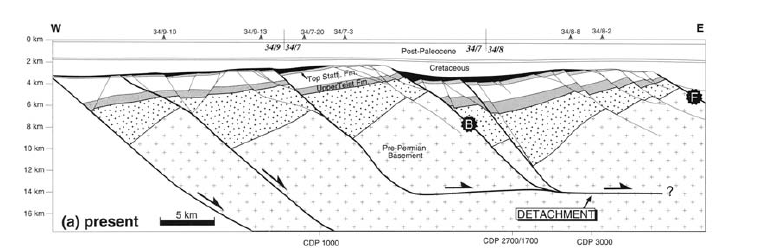 W E
34/9-10 34/9-13 34/7-20 34/7-3 34/8-8 34/8-2
0 km
34/9 34/7 34/7 34/8
Post-Paleocene
2 km
Cretaceous
Top Statf. Fm.
4 km
Upper Teist Fm.
6 km
F
8 km
B
10 km
Pre-Permian
Basement
12 km
14 km
?
16 km
(a) present
5 km
DETACHMENT
CDP 1000 CDP 2700/1700 CDP 3000